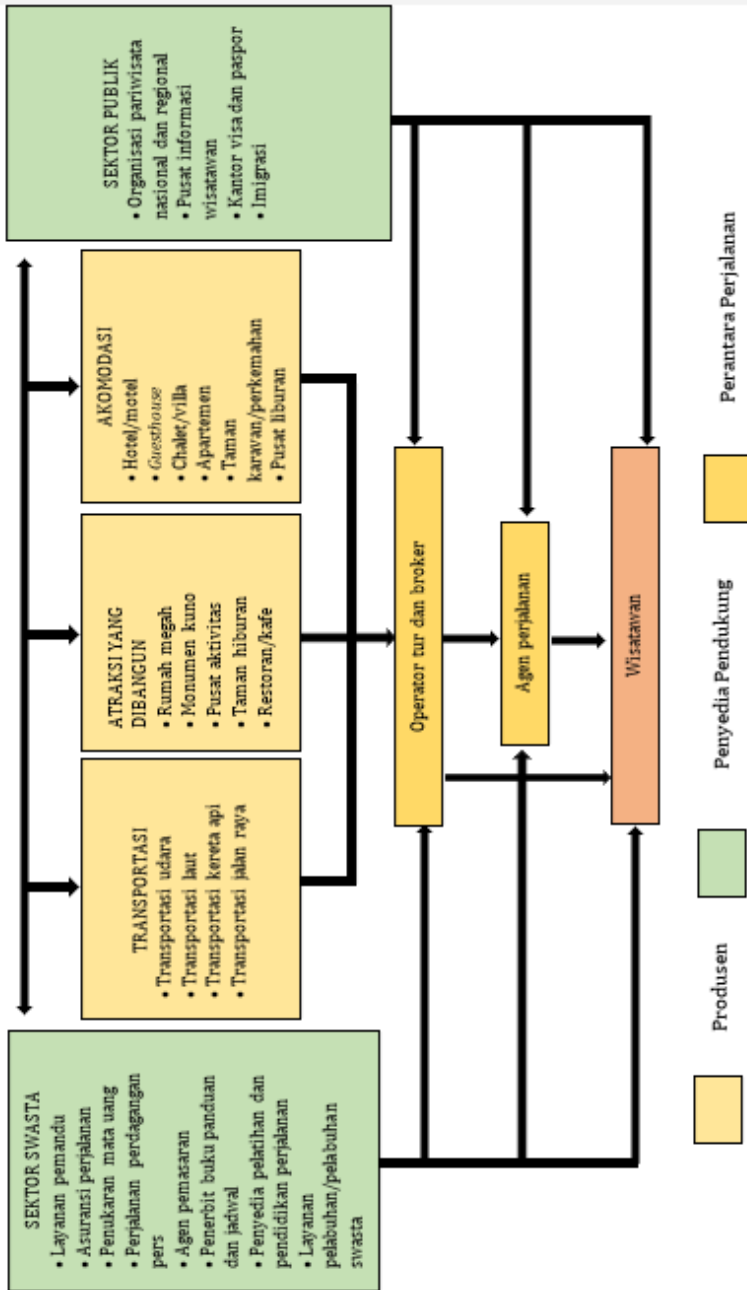 SEKTOR SWASTA
• Layanan pemandu
• Asuransi perjalanan
• Penukaran mata uang
• Perjalanan perdagangan
pers
• Agen pemasaran
• Penerbit buku panduan
dan jadwal
• Penyedia pelatihan dan
pendidikan perjalanan
• Layanan
pelabuhan/pelabuhan
swasta
TRANSPORTASI
• Transportasi udara
• Transportasi laut
• Transportasi kereta api
• Transportasi jalan raya
ATRAKSI YANG
DIBANGUN
• Rumah megah
• Monumen kuno
• Pusat aktivitas
• Taman hiburan
• Restoran/kafe
AKOMODASI
• Hotel/motel
• Guesthouse
• Chalet/villa
• Apartemen
• Taman
karavan/perkemahan
• Pusat liburan
SEKTOR PUBLIK
• Organisasi pariwisata
nasional dan regional
• Pusat informasi
wisatawan
• Kantor visa dan paspor
• Imigrasi
Operator tur dan broker
Agen perjalanan
Wisatawan
Produsen
Penyedia Pendukung
Perantara Perjalanan